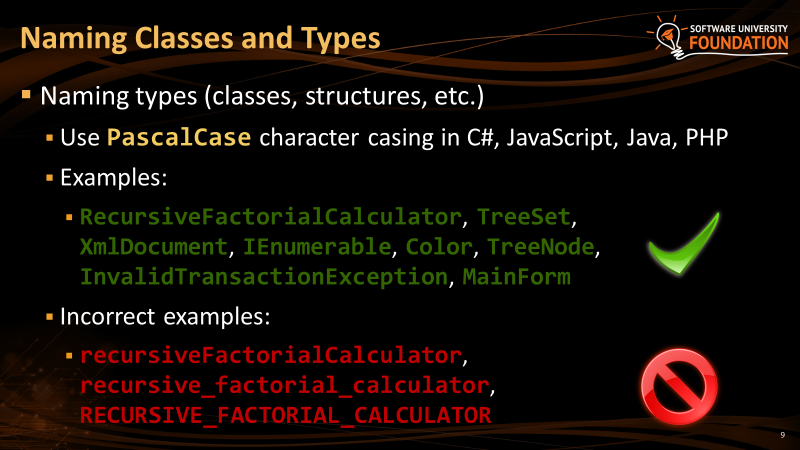 Naming Classes and Types
SOFTWARE UNIVERSITY
FOUNDATION
Naming types (classes, structures, etc.)
Use PascalCase character casing in C#, JavaScript, Java, PHP
Examples:
RecursiveFactorialCalculator, TreeSet,
XmlDocument, IEnumerable, Color, TreeNode,
InvalidTransactionException, MainForm
Incorrect examples:
recursiveFactorialCalculator,
recursive_factorial_calculator,
RECURSIVE_FACTORIAL_CALCULATOR
9